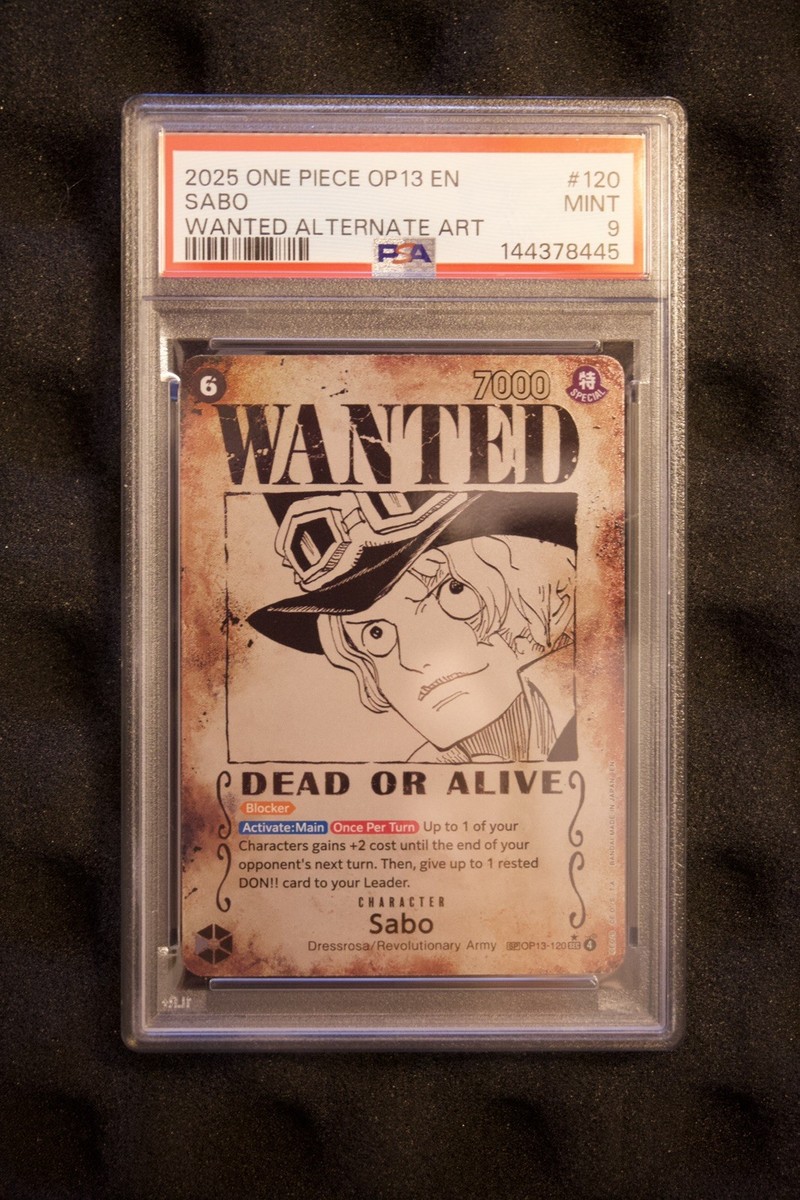 2025 ONE PIECE OP13 EN #120
SABO MINT
WANTED ALTERNATE ART 9
PSA 144378445
6 7000 特
SPECIAL
WANTED
DEAD OR ALIVE
Blocker
Activate:Main Once Per Turn Up to 1 of your
Characters gains +2 cost until the end of your
opponent's next turn. Then, give up to 1 rested
DON!! card to your Leader.
CHARACTER
Sabo
Dressrosa/Revolutionary Army SP OP13-120 4